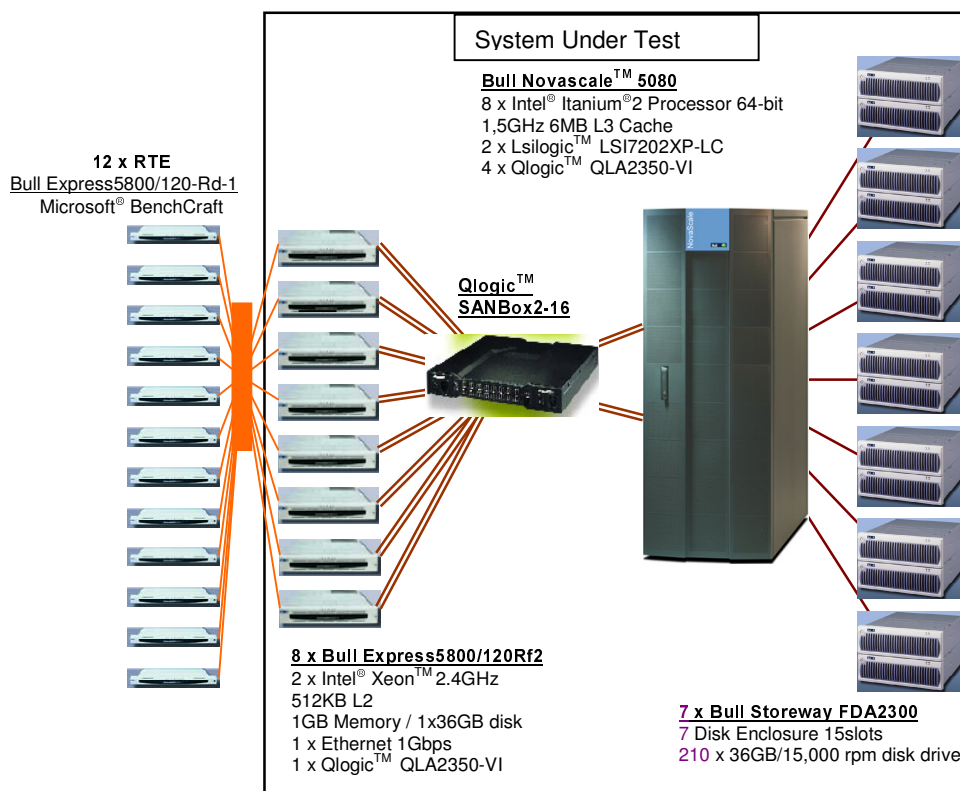 System Under Test
Bull Novascale™ 5080
8 x Intel® Itanium®2 Processor 64-bit
1,5GHz 6MB L3 Cache
2 x Lsilogic™ LSI7202XP-LC
4 x Qlogic™ QLA2350-VI
12 x RTE
Bull Express5800/120-Rd-1
Microsoft® BenchCraft
Qlogic™
SANBox2-16
NovaScale
8 x Bull Express5800/120Rf2
2 x Intel® Xeon™ 2.4GHz
512KB L2
1GB Memory / 1x36GB disk
1 x Ethernet 1Gbps
1 x Qlogic™ QLA2350-VI
7 x Bull Storeway FDA2300
7 Disk Enclosure 15slots
210 x 36GB/15,000 rpm disk drive